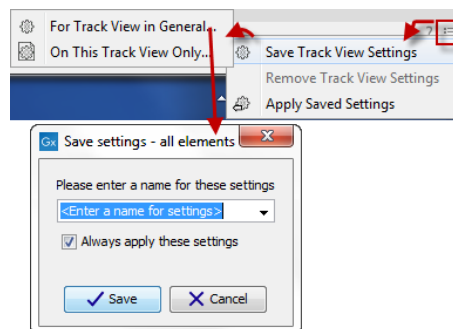 For Track View in General...
On This Track View Only...
?
Save Track View Settings
Remove Track View Settings
Apply Saved Settings
Gx Save settings - all elements
Please enter a name for these settings
<Enter a name for settings>
Always apply these settings
Save
Cancel